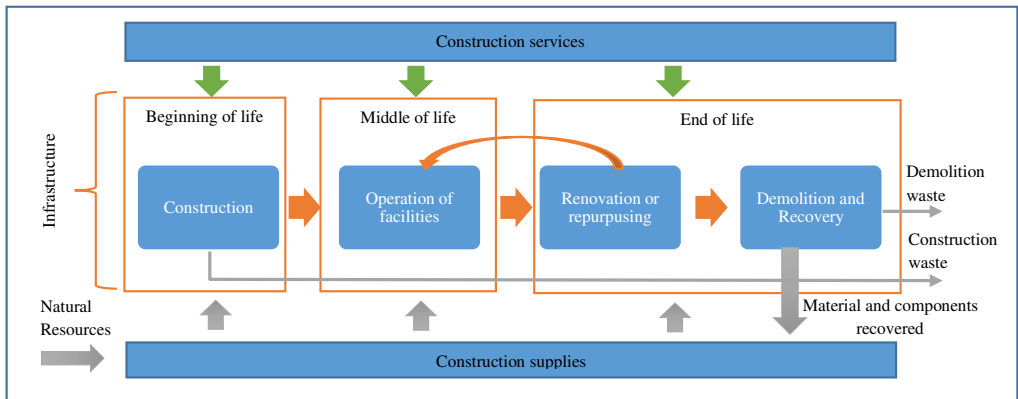 Construction services
Beginning of life
Middle of life
End of life
Infrastructure
Construction
Operation of
facilities
Renovation or
repurpusing
Demolition and
Recovery
Demolition
waste
Construction
waste
Natural
Resources
Material and components
recovered
Construction supplies